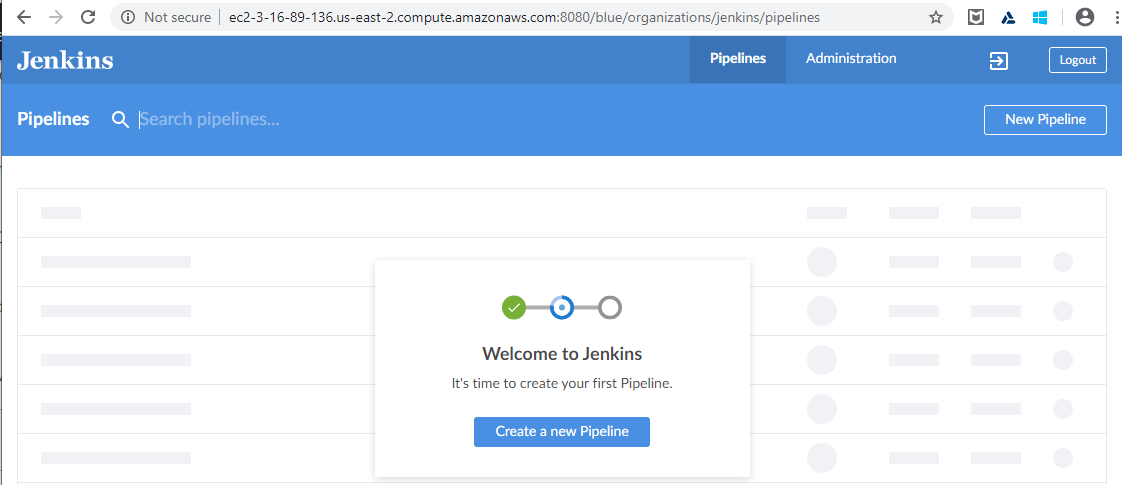 Not secure
ec2-3-16-89-136.us-east-2.compute.amazonaws.com:8080/blue/organizations/jenkins/pipelines
Jenkins
Pipelines
Administration
Logout
Pipelines
Search pipelines...
New Pipeline
Welcome to Jenkins
It's time to create your first Pipeline.
Create a new Pipeline